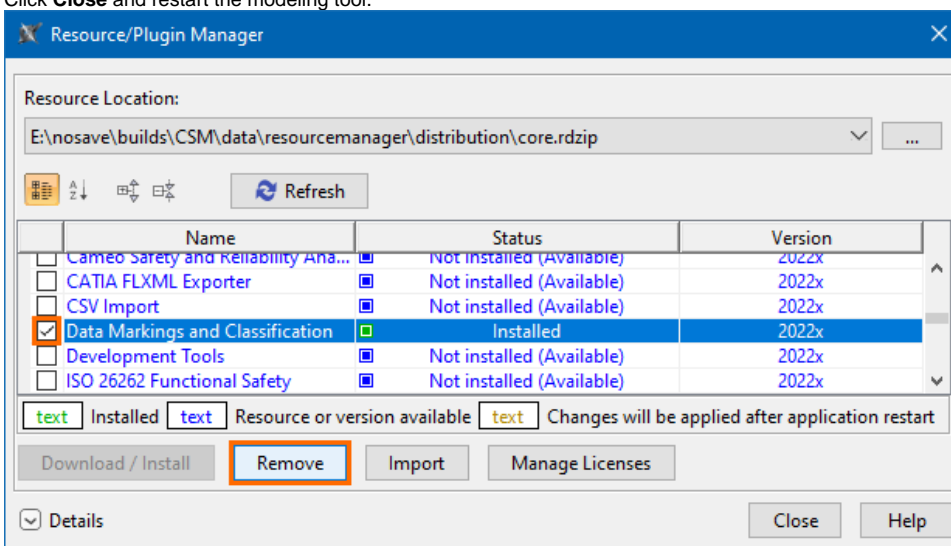 Click Close and restart the modeling tool.
Resource/Plugin Manager
Resource Location:
E:\nosave\builds\CSM\data\resourcemanager\distribution\core.rdzip ...
Refresh
Name Status Version
Cameo Safety and Reliability Ana... Not installed (Available) 2022x
CATIA FLXML Exporter Not installed (Available) 2022x
CSV Import Not installed (Available) 2022x
Data Markings and Classification Installed 2022x
Development Tools Not installed (Available) 2022x
ISO 26262 Functional Safety Not installed (Available) 2022x
text Installed text Resource or version available text Changes will be applied after application restart
Download / Install Remove Import Manage Licenses
Details Close Help